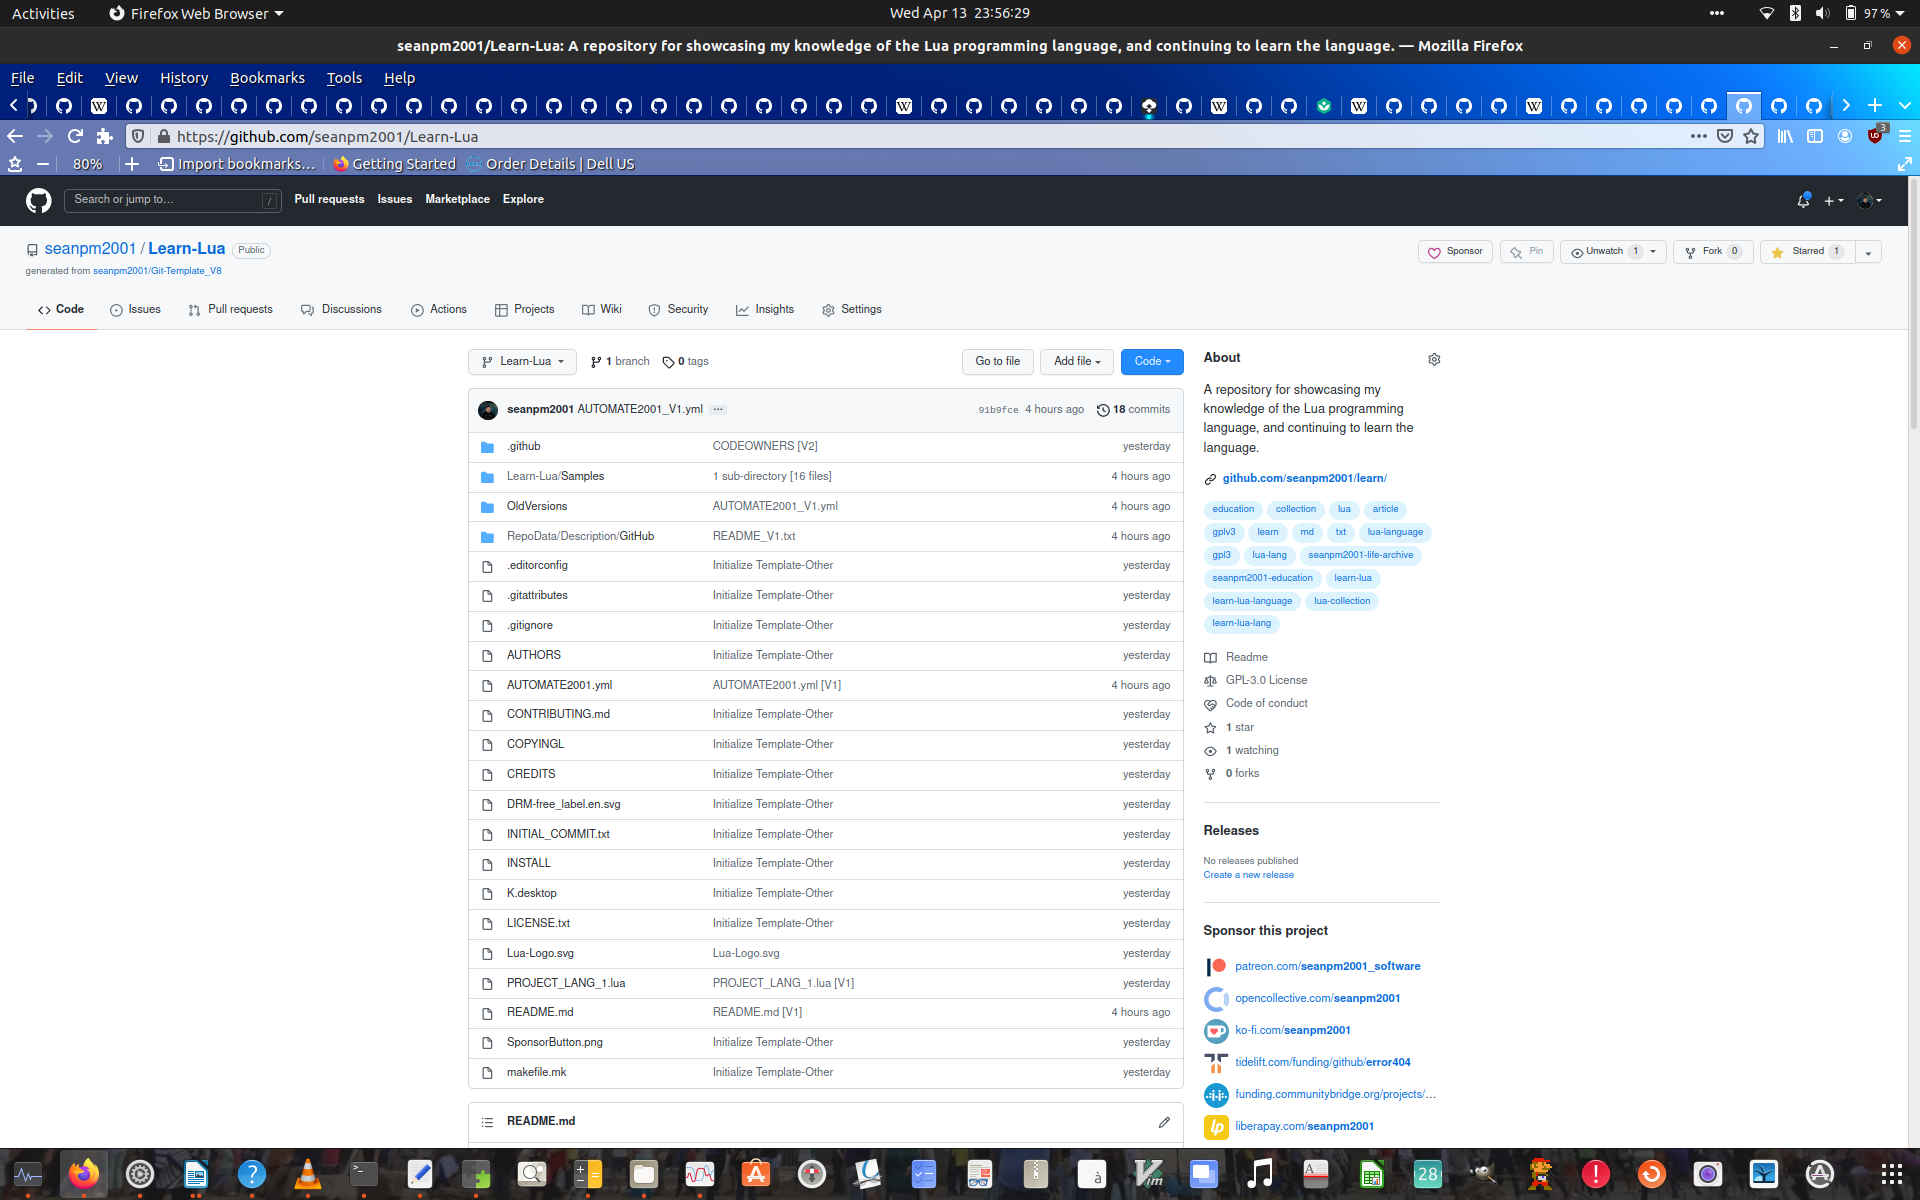 Activities
Firefox Web Browser
Wed Apr 13 23:56:29
97 %
seanpm2001/Learn-Lua: A repository for showcasing my knowledge of the Lua programming language, and continuing to learn the language. — Mozilla Firefox
File Edit View History Bookmarks Tools Help
https://github.com/seanpm2001/Learn-Lua
3
80%
Import bookmarks...
Getting Started
Order Details | Dell US
Search or jump to...
/
Pull requests Issues Marketplace Explore
seanpm2001 / Learn-Lua Public
generated from seanpm2001/Git-Template_V8
Sponsor
Pin
Unwatch 1
Fork 0
Starred 1
Code Issues Pull requests Discussions Actions Projects Wiki Security Insights Settings
Learn-Lua 1 branch 0 tags
Go to file Add file Code
seanpm2001 AUTOMATE2001_V1.yml ... 91b9fce 4 hours ago 18 commits
.github CODEOWNERS [V2] yesterday
Learn-Lua/Samples 1 sub-directory [16 files] 4 hours ago
OldVersions AUTOMATE2001_V1.yml 4 hours ago
RepoData/Description/GitHub README_V1.txt 4 hours ago
.editorconfig Initialize Template-Other yesterday
.gitattributes Initialize Template-Other yesterday
.gitignore Initialize Template-Other yesterday
AUTHORS Initialize Template-Other yesterday
AUTOMATE2001.yml AUTOMATE2001.yml [V1] 4 hours ago
CONTRIBUTING.md Initialize Template-Other yesterday
COPYINGL Initialize Template-Other yesterday
CREDITS Initialize Template-Other yesterday
DRM-free_label.en.svg Initialize Template-Other yesterday
INITIAL_COMMIT.txt Initialize Template-Other yesterday
INSTALL Initialize Template-Other yesterday
K.desktop Initialize Template-Other yesterday
LICENSE.txt Initialize Template-Other yesterday
Lua-Logo.svg Lua-Logo.svg yesterday
PROJECT_LANG_1.lua PROJECT_LANG_1.lua [V1] yesterday
README.md README.md [V1] 4 hours ago
SponsorButton.png Initialize Template-Other yesterday
makefile.mk Initialize Template-Other yesterday
README.md
About
A repository for showcasing my
knowledge of the Lua programming
language, and continuing to learn the
language.
github.com/seanpm2001/learn/
education collection lua article
gplv3 learn md txt lua-language
gpl3 lua-lang seanpm2001-life-archive
seanpm2001-education learn-lua
learn-lua-language lua-collection
learn-lua-lang
Readme
GPL-3.0 License
Code of conduct
1 star
1 watching
0 forks
Releases
No releases published
Create a new release
Sponsor this project
patreon.com/seanpm2001_software
opencollective.com/seanpm2001
ko-fi.com/seanpm2001
tidelift.com/funding/github/error404
funding.communitybridge.org/projects/...
liberapay.com/seanpm2001
28